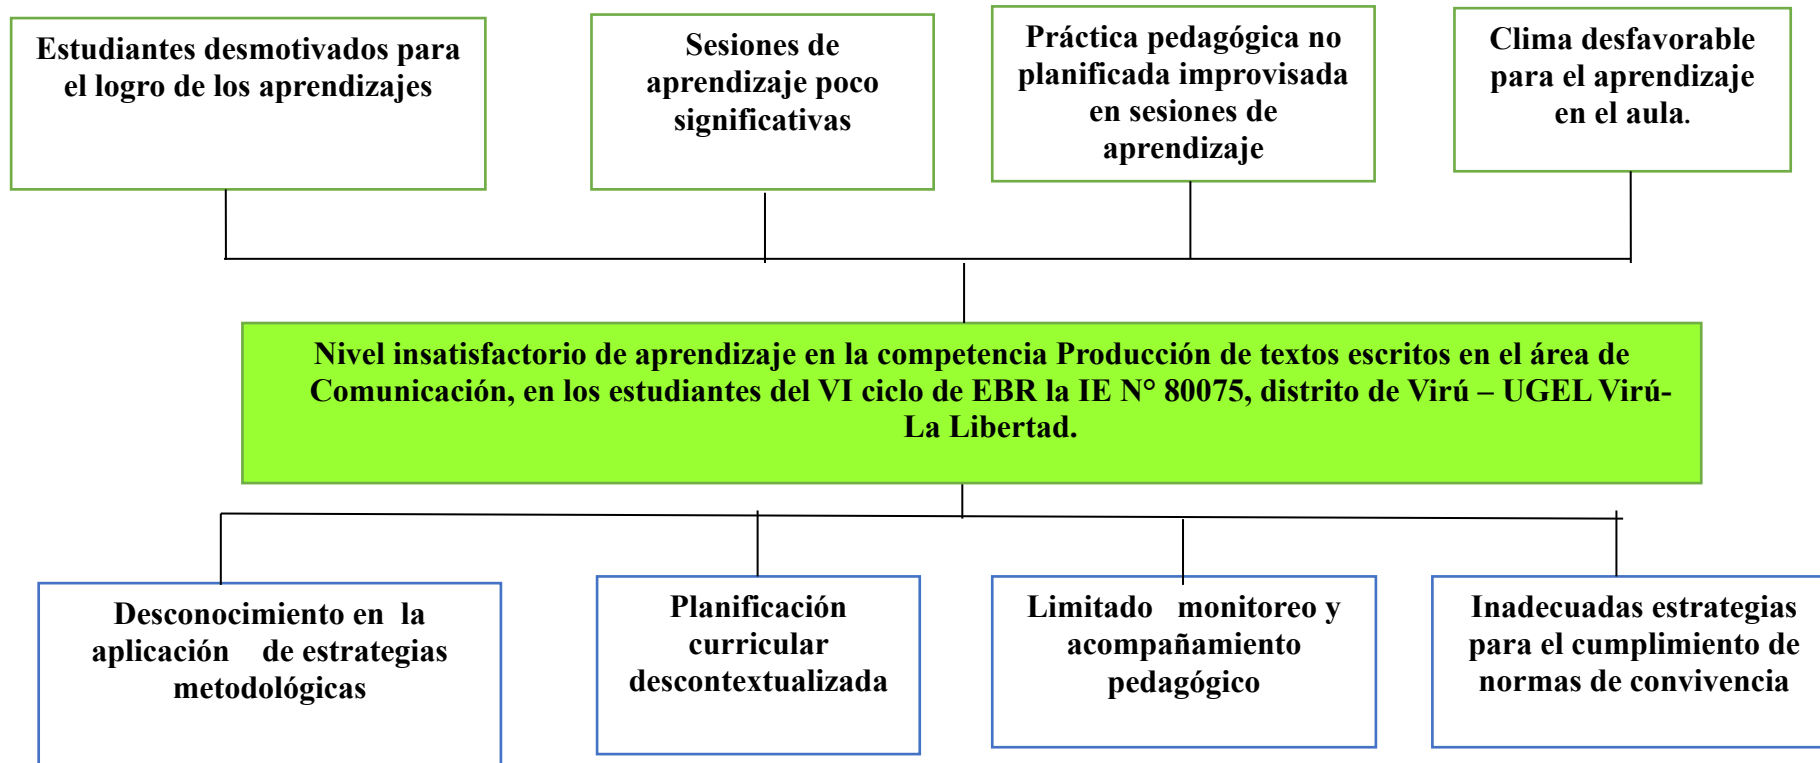 Estudiantes desmotivados para
el logro de los aprendizajes
Sesiones de
aprendizaje poco
significativas
Práctica pedagógica no
planificada improvisada
en sesiones de
aprendizaje
Clima desfavorable
para el aprendizaje
en el aula.
Nivel insatisfactorio de aprendizaje en la competencia Producción de textos escritos en el área de
Comunicación, en los estudiantes del VI ciclo de EBR la IE N° 80075, distrito de Virú – UGEL Virú-
La Libertad.
Desconocimiento en la
aplicación de estrategias
metodológicas
Planificación
curricular
descontextualizada
Limitado monitoreo y
acompañamiento
pedagógico
Inadecuadas estrategias
para el cumplimiento de
normas de convivencia